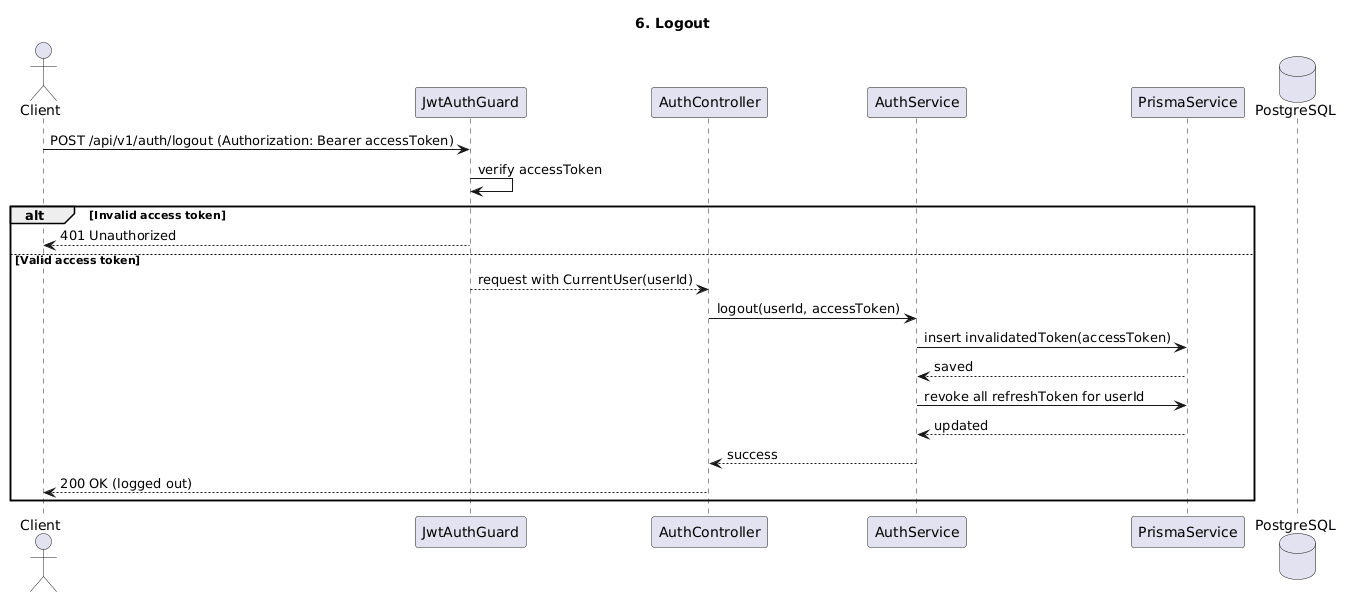 6. Logout
Client
JwtAuthGuard
AuthController
AuthService
PrismaService
PostgreSQL
POST /api/v1/auth/logout (Authorization: Bearer accessToken)
verify accessToken
alt [Invalid access token]
401 Unauthorized
[Valid access token]
request with CurrentUser(userId)
logout(userId, accessToken)
insert invalidatedToken(accessToken)
saved
revoke all refreshToken for userId
updated
success
200 OK (logged out)
Client
JwtAuthGuard
AuthController
AuthService
PrismaService
PostgreSQL